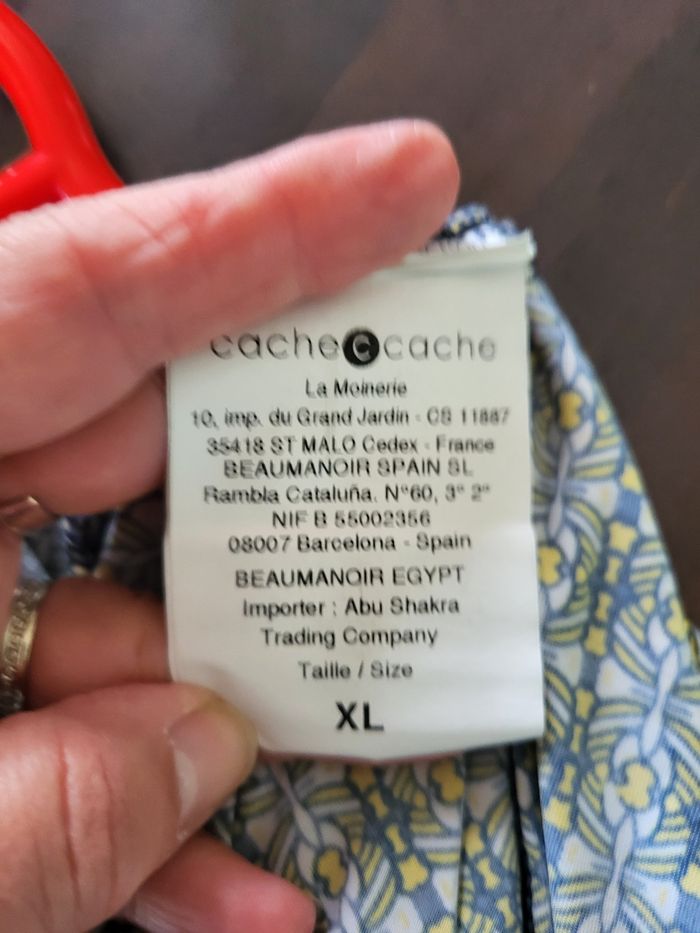 cache c cache
La Moinerie
10, imp. du Grand Jardin - CS 11887
35418 ST MALO Cedex - France
BEAUMANOIR SPAIN SL
Rambla Cataluña. N°60, 3° 2°
NIF B 55002356
08007 Barcelona - Spain
BEAUMANOIR EGYPT
Importer : Abu Shakra
Trading Company
Taille / Size
XL